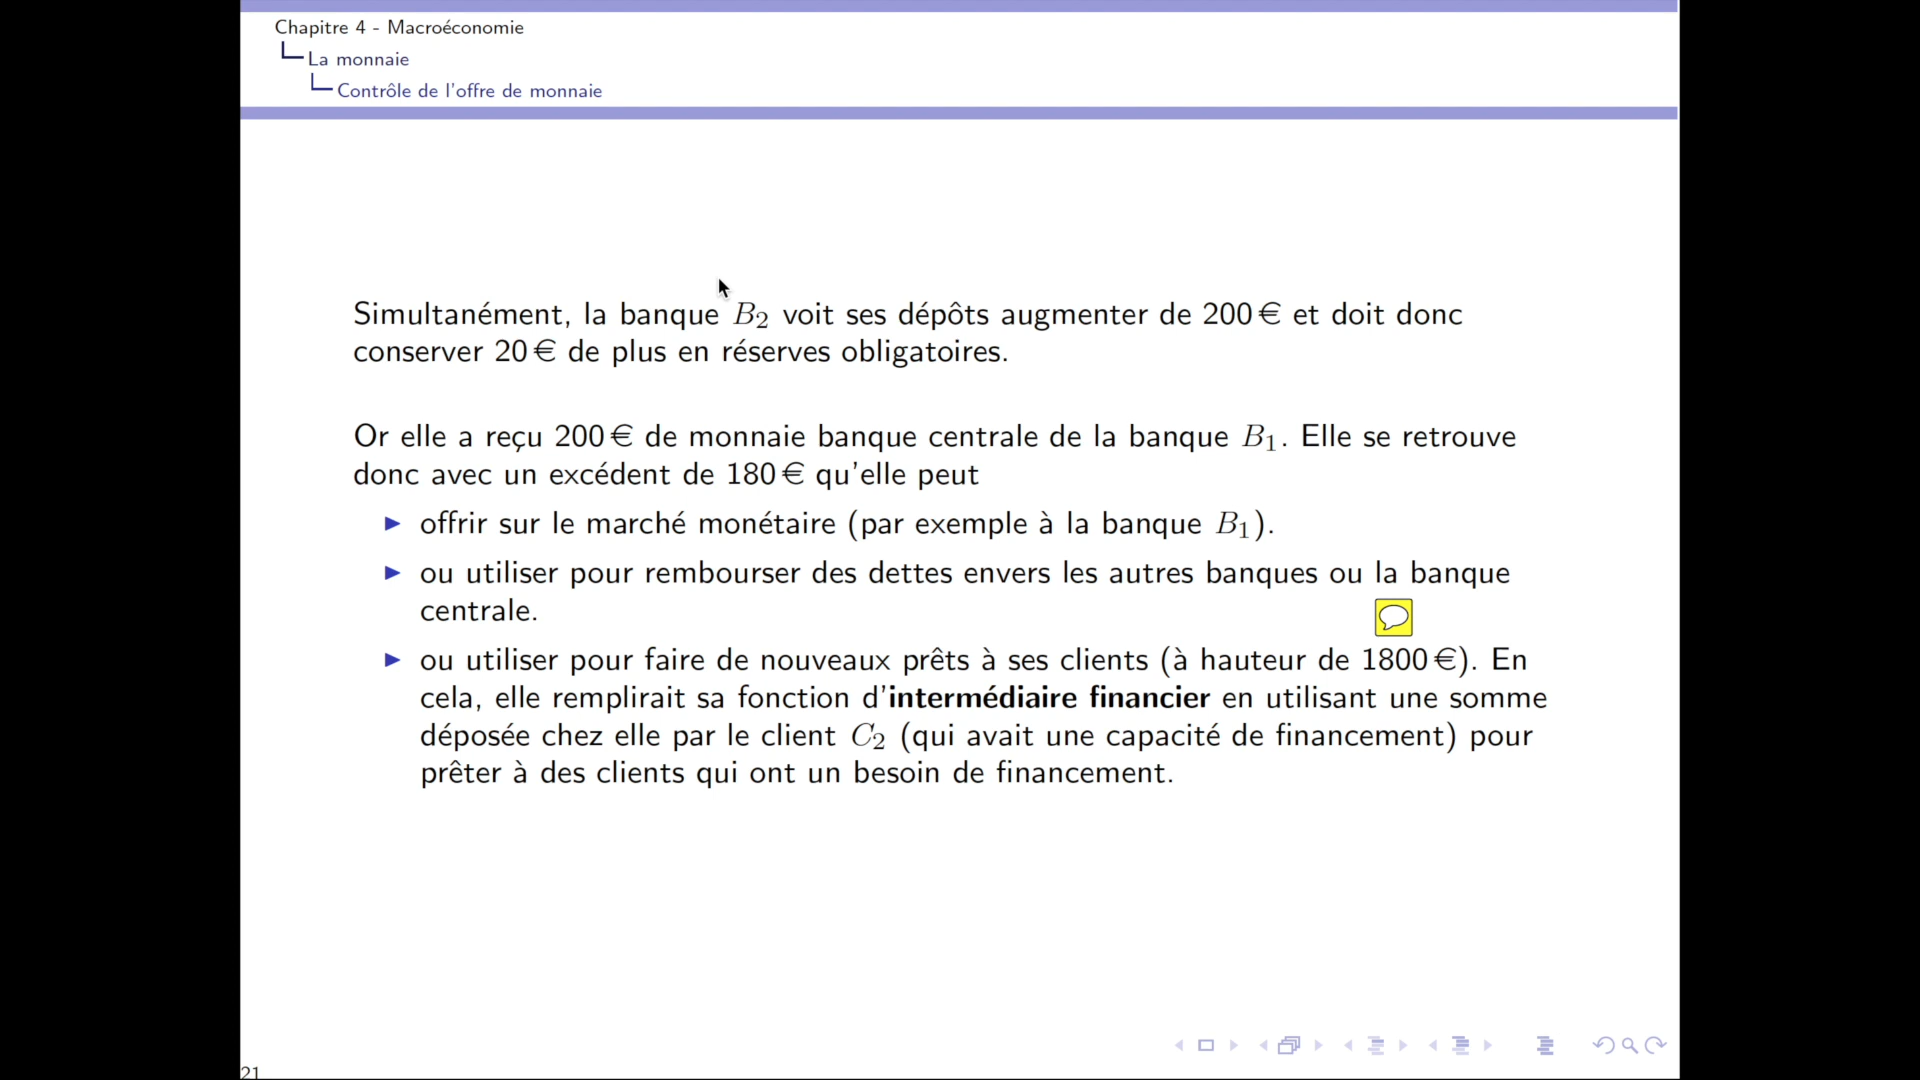 Chapitre 4 - Macroéconomie
La monnaie
Contrôle de l'offre de monnaie
Simultanément, la banque B₂ voit ses dépôts augmenter de 200 € et doit donc
conserver 20 € de plus en réserves obligatoires.
Or elle a reçu 200 € de monnaie banque centrale de la banque B₁. Elle se retrouve
donc avec un excédent de 180 € qu'elle peut
▶ offrir sur le marché monétaire (par exemple à la banque B₁).
▶ ou utiliser pour rembourser des dettes envers les autres banques ou la banque
centrale.
▶ ou utiliser pour faire de nouveaux prêts à ses clients (à hauteur de 1800 €). En
cela, elle remplirait sa fonction d'intermédiaire financier en utilisant une somme
déposée chez elle par le client C₂ (qui avait une capacité de financement) pour
prêter à des clients qui ont un besoin de financement.
21